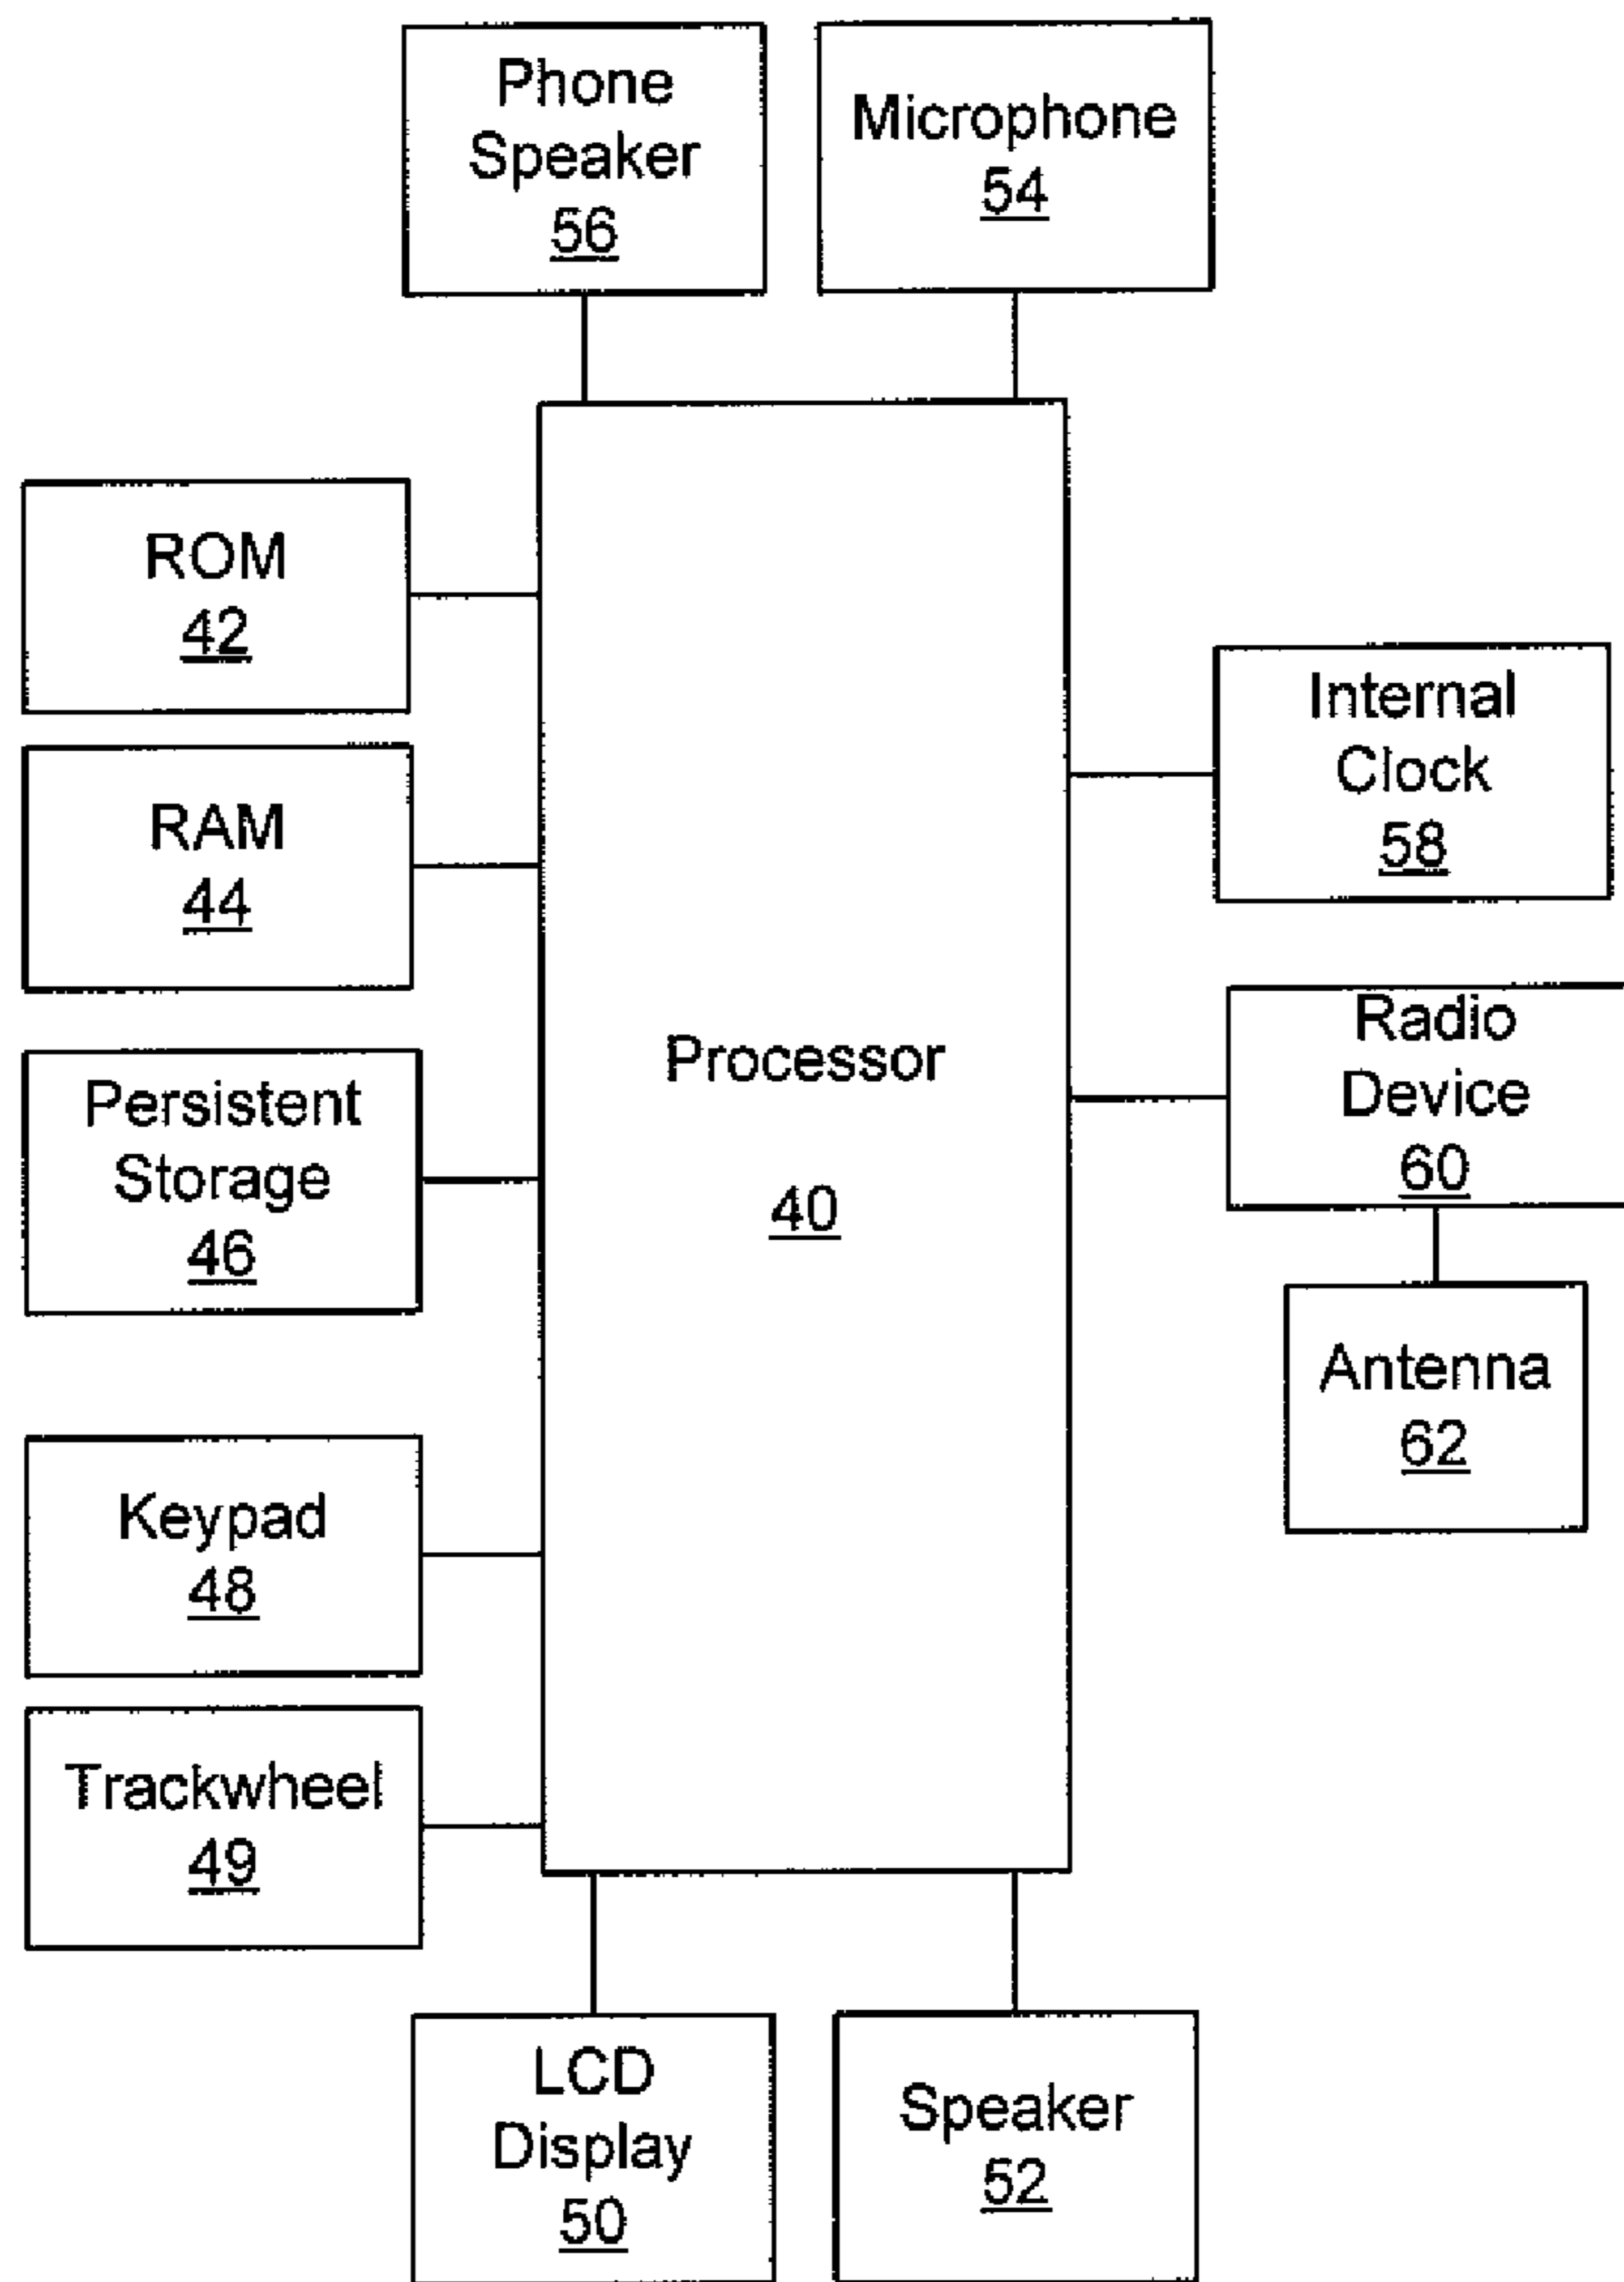 Phone
Speaker
56
Microphone
54
ROM
42
RAM
44
Persistent
Storage
46
Keypad
48
Trackwheel
49
Processor
40
Internal
Clock
58
Radio
Device
60
Antenna
62
LCD
Display
50
Speaker
52